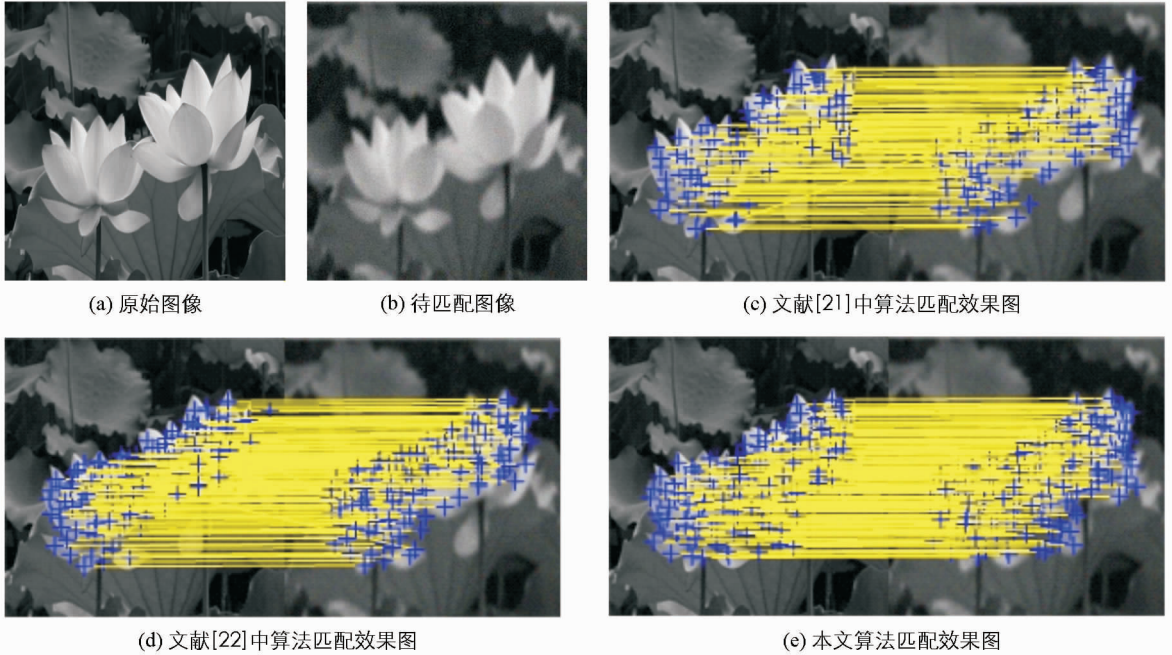 (a) 原始图像
(b) 待匹配图像
(c) 文献[21]中算法匹配效果图
(d) 文献[22]中算法匹配效果图
(e) 本文算法匹配效果图